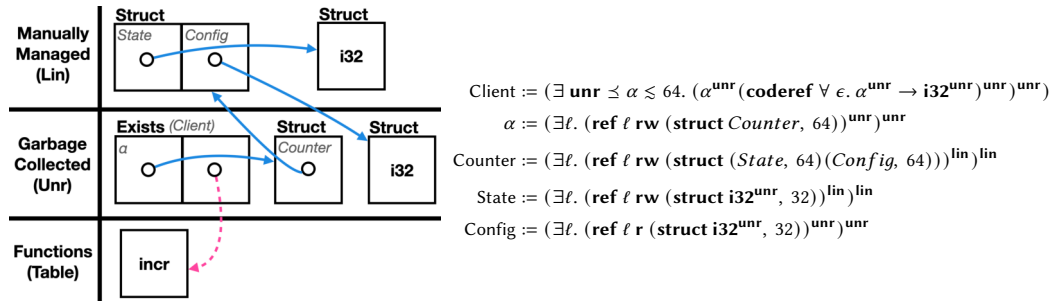 Manually
Managed
(Lin)
Struct
State
Config
Struct
i32
Garbage
Collected
(Unr)
Exists (Client)
α
Struct
Counter
Struct
i32
Functions
(Table)
incr
Client := (∃ unr ⪯ α ≲ 64. (α^unr (coderef ∀ ϵ. α^unr → i32^unr)^unr)^unr)
α := (∃ℓ. (ref ℓ rw (struct Counter, 64))^unr)^unr
Counter := (∃ℓ. (ref ℓ rw (struct (State, 64)(Config, 64)))^lin)^lin
State := (∃ℓ. (ref ℓ rw (struct i32^unr, 32))^lin)^lin
Config := (∃ℓ. (ref ℓ r (struct i32^unr, 32))^unr)^unr